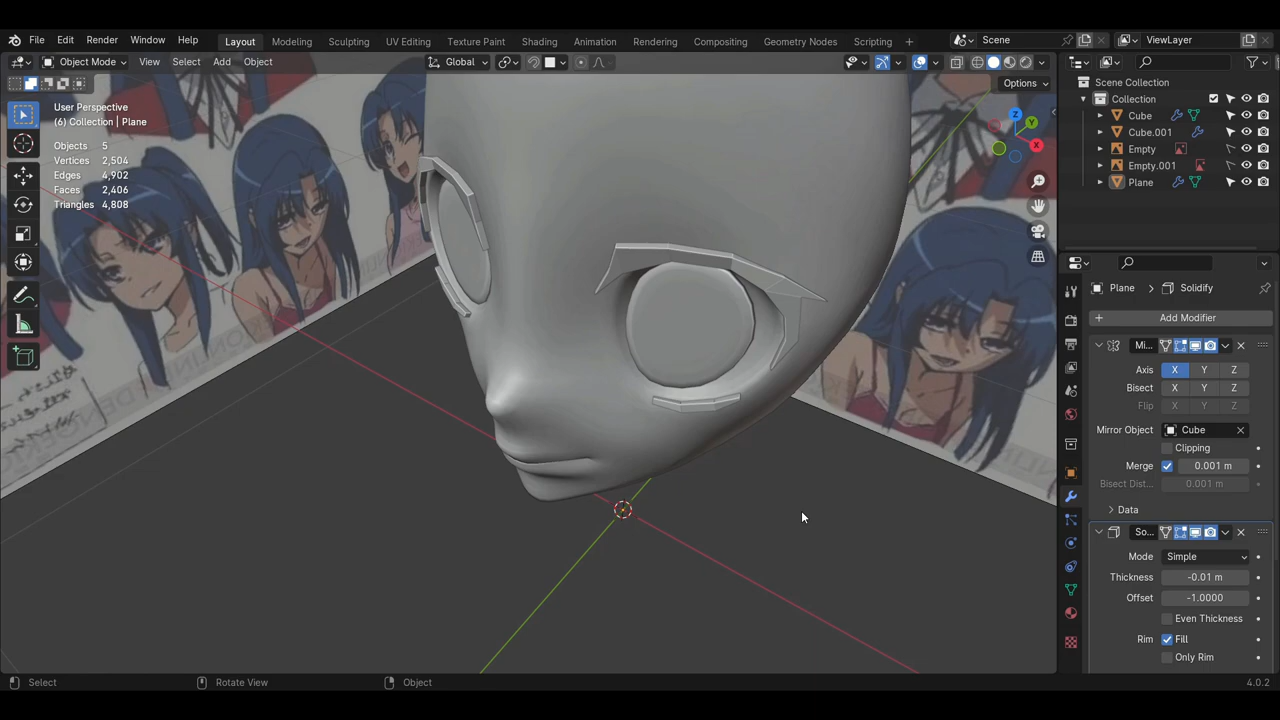 File Edit Render Window Help Layout Modeling Sculpting UV Editing Texture Paint Shading Animation Rendering Compositing Geometry Nodes Scripting + Scene ViewLayer
Object Mode View Select Add Object Global
Options
User Perspective
(6) Collection | Plane
Objects 5
Vertices 2,504
Edges 4,902
Faces 2,406
Triangles 4,808
Z
Y
X
Scene Collection
Collection
Cube
Cube.001
Empty
Empty.001
Plane
Plane > Solidify
+ Add Modifier
Mi...
Axis X Y Z
Bisect X Y Z
Flip X Y Z
Mirror Object Cube
Clipping
Merge 0.001 m
Bisect Dist... 0.001 m
Data
So...
Mode Simple
Thickness -0.01 m
Offset -1.0000
Even Thickness
Rim Fill
Only Rim
Select Rotate View Object 4.0.2